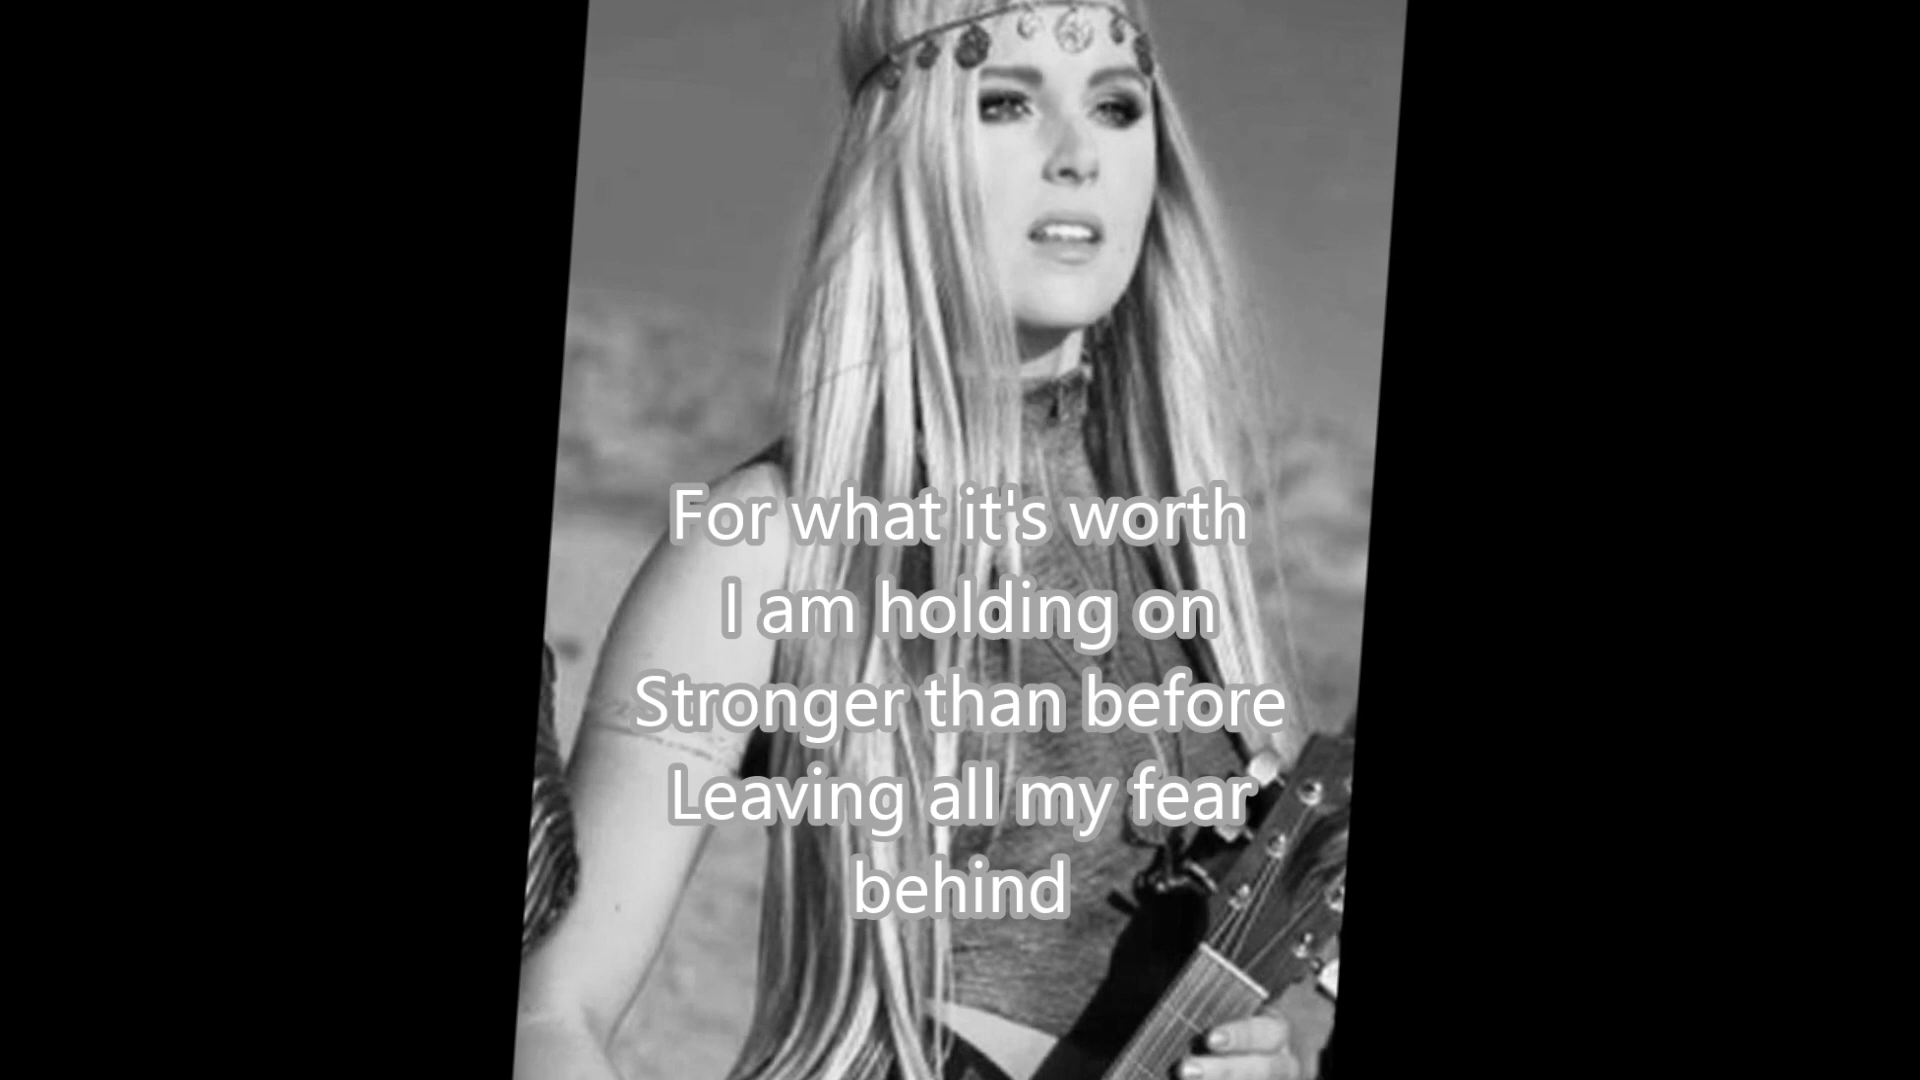 For what it's worth
I am holding on
Stronger than before
Leaving all my fear
behind